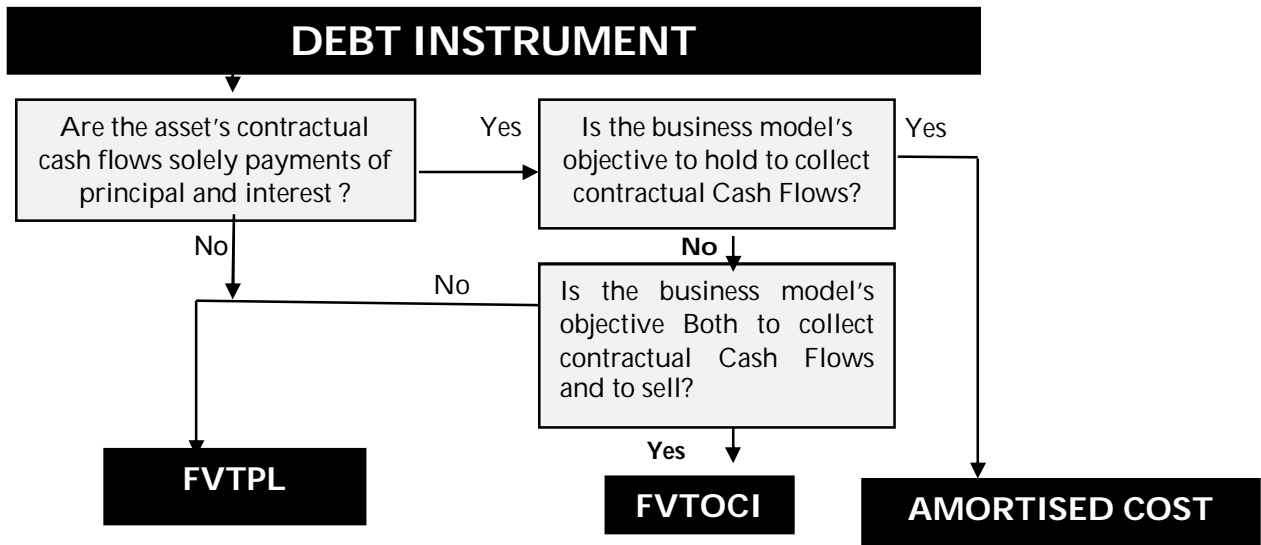 DEBT INSTRUMENT
Are the asset's contractual
cash flows solely payments of
principal and interest ?
Yes
Is the business model's
objective to hold to collect
contractual Cash Flows?
Yes
No
No
No
Is the business model's
objective Both to collect
contractual Cash Flows
and to sell?
Yes
FVTPL
FVTOCI
AMORTISED COST